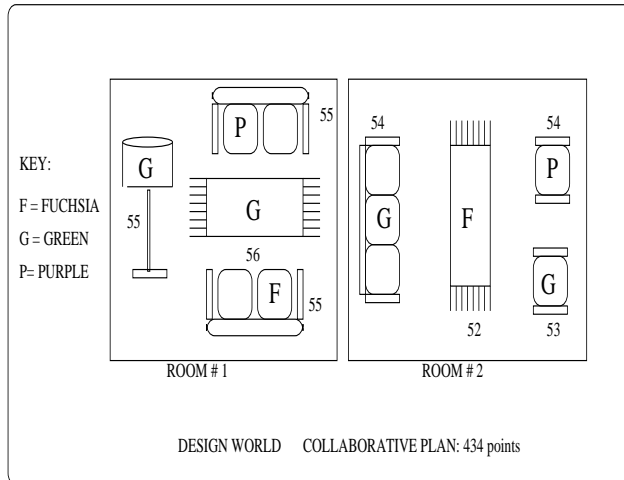 KEY:
F = FUCHSIA
G = GREEN
P= PURPLE
G
55
P
55
G
56
F
55
ROOM # 1
54
G
F
52
54
P
G
53
ROOM # 2
DESIGN WORLD COLLABORATIVE PLAN: 434 points